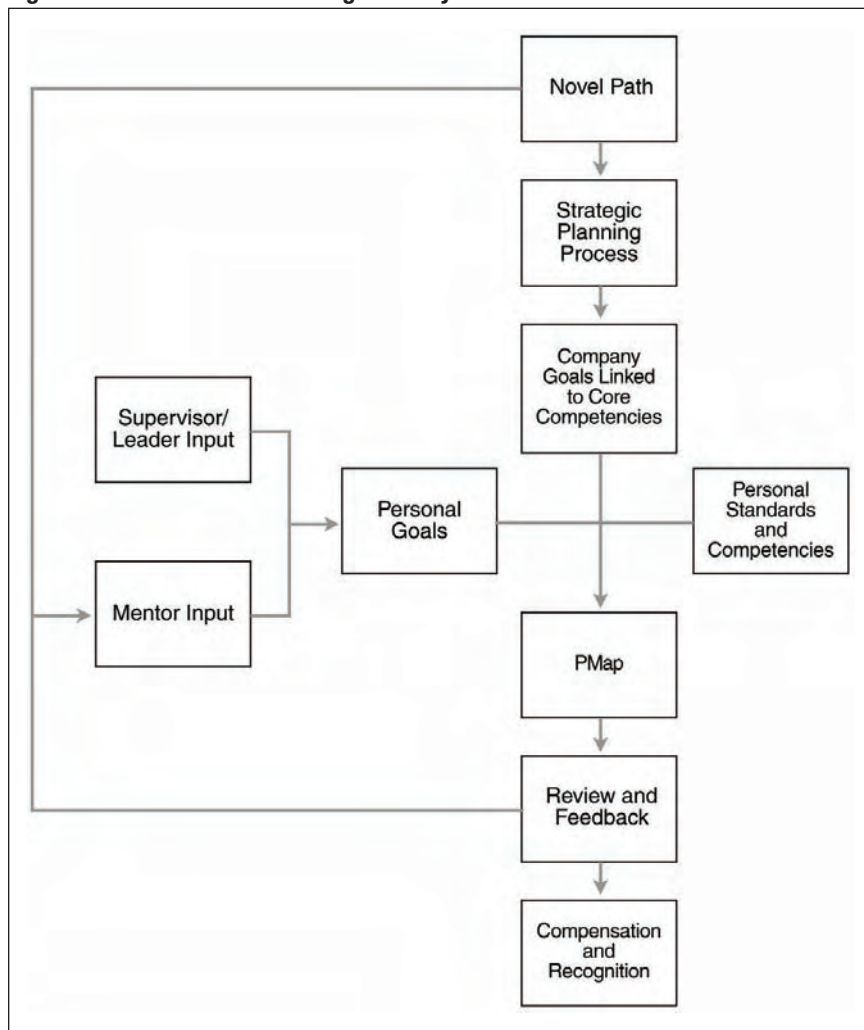 Novel Path
Strategic
Planning
Process
Company
Goals Linked
to Core
Competencies
Supervisor/
Leader Input
Personal
Goals
Personal
Standards
and
Competencies
Mentor Input
PMap
Review and
Feedback
Compensation
and
Recognition